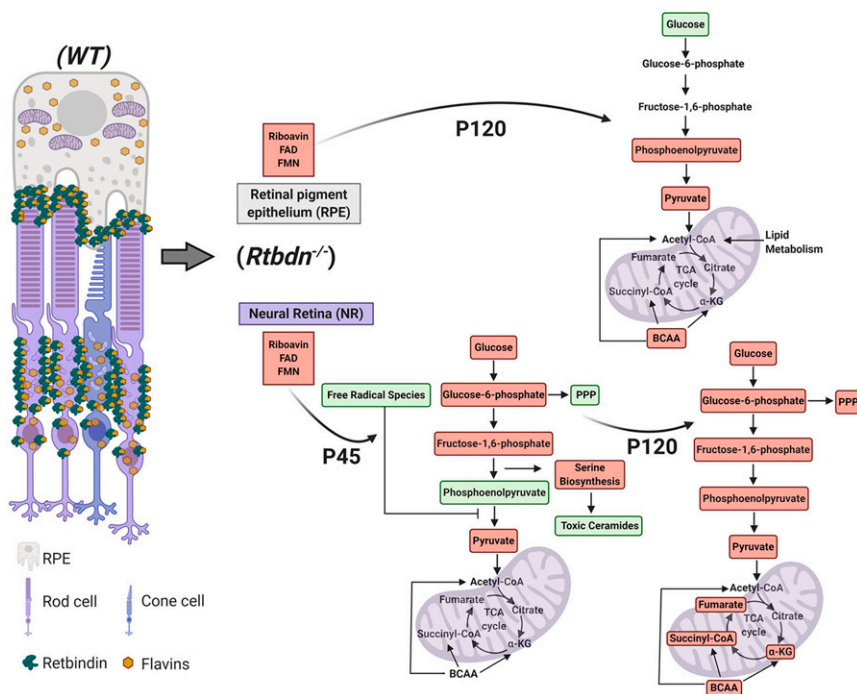 (WT)
RPE
Rod cell
Cone cell
Retbindin
Flavins
Riboavin
FAD
FMN
Retinal pigment
epithelium (RPE)
(Rtbdn-/-)
Neural Retina (NR)
Riboavin
FAD
FMN
P120
Glucose
Glucose-6-phosphate
Fructose-1,6-phosphate
Phosphoenolpyruvate
Pyruvate
Acetyl-CoA
Lipid
Metabolism
Fumarate
TCA
cycle
Citrate
Succinyl-CoA
α-KG
BCAA
P45
Free Radical Species
Glucose
Glucose-6-phosphate
PPP
Fructose-1,6-phosphate
Serine
Biosynthesis
Phosphoenolpyruvate
Toxic Ceramides
Pyruvate
Acetyl-CoA
Fumarate
TCA
cycle
Citrate
Succinyl-CoA
α-KG
BCAA
P120
Glucose
Glucose-6-phosphate
PPP
Fructose-1,6-phosphate
Phosphoenolpyruvate
Pyruvate
Acetyl-CoA
Fumarate
TCA
cycle
Citrate
Succinyl-CoA
α-KG
BCAA